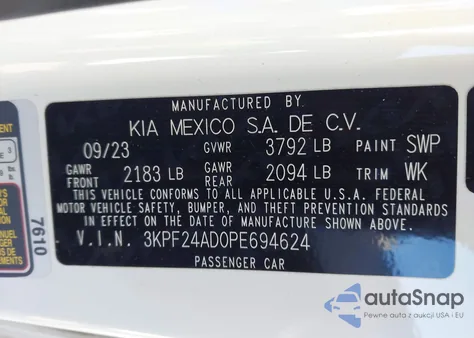 MANUFACTURED BY
KIA MEXICO S.A. DE C.V.
09/23 GVWR 3792 LB PAINT SWP
GAWR FRONT 2183 LB GAWR REAR 2094 LB TRIM WK
THIS VEHICLE CONFORMS TO ALL APPLICABLE U.S.A. FEDERAL
MOTOR VEHICLE SAFETY, BUMPER, AND THEFT PREVENTION STANDARDS
IN EFFECT ON THE DATE OF MANUFACTURE SHOWN ABOVE.
V.I.N. 3KPF24AD0PE694624
PASSENGER CAR
7610
autoSnap
Pewne auta z aukcji USA i EU